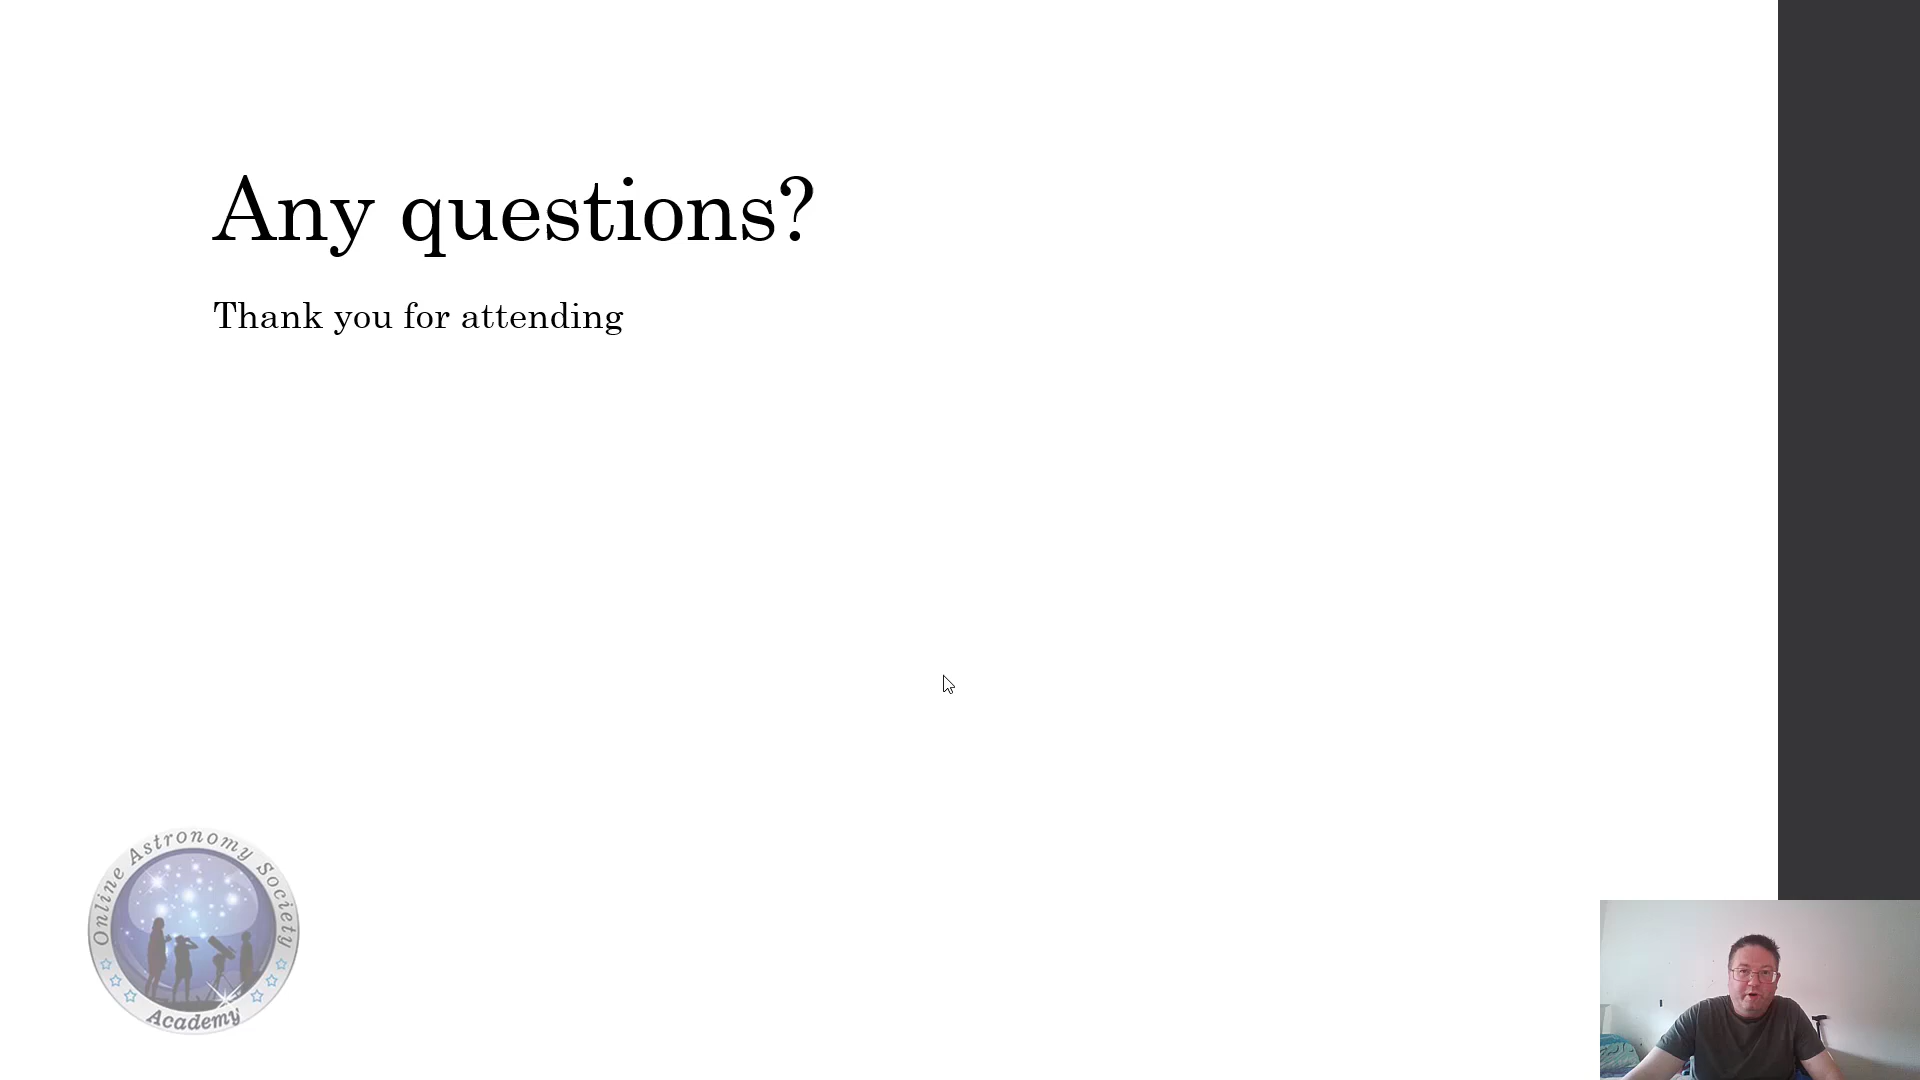 Any questions?
Thank you for attending
Online Astronomy Society
Academy